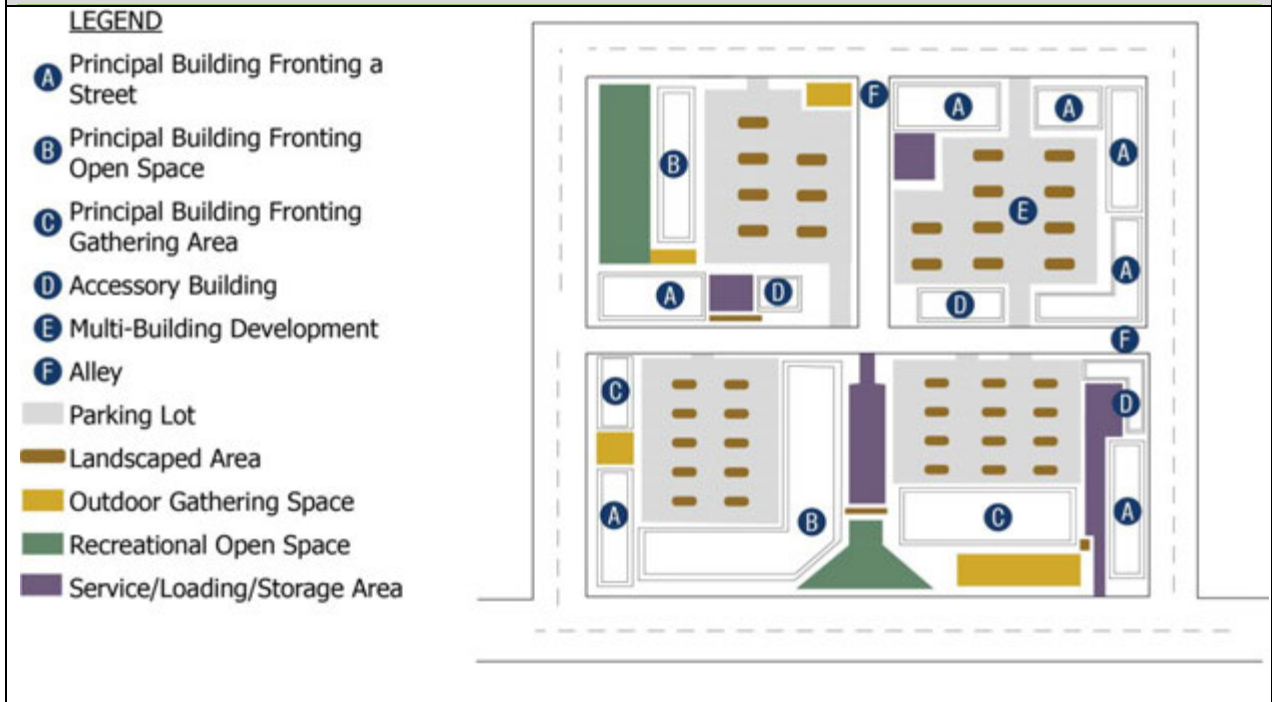 LEGEND
A Principal Building Fronting a
Street
B Principal Building Fronting
Open Space
C Principal Building Fronting
Gathering Area
D Accessory Building
E Multi-Building Development
F Alley
Parking Lot
Landscaped Area
Outdoor Gathering Space
Recreational Open Space
Service/Loading/Storage Area
F
A
A
B
A
E
A
A
D
D
F
C
D
A
B
C
A